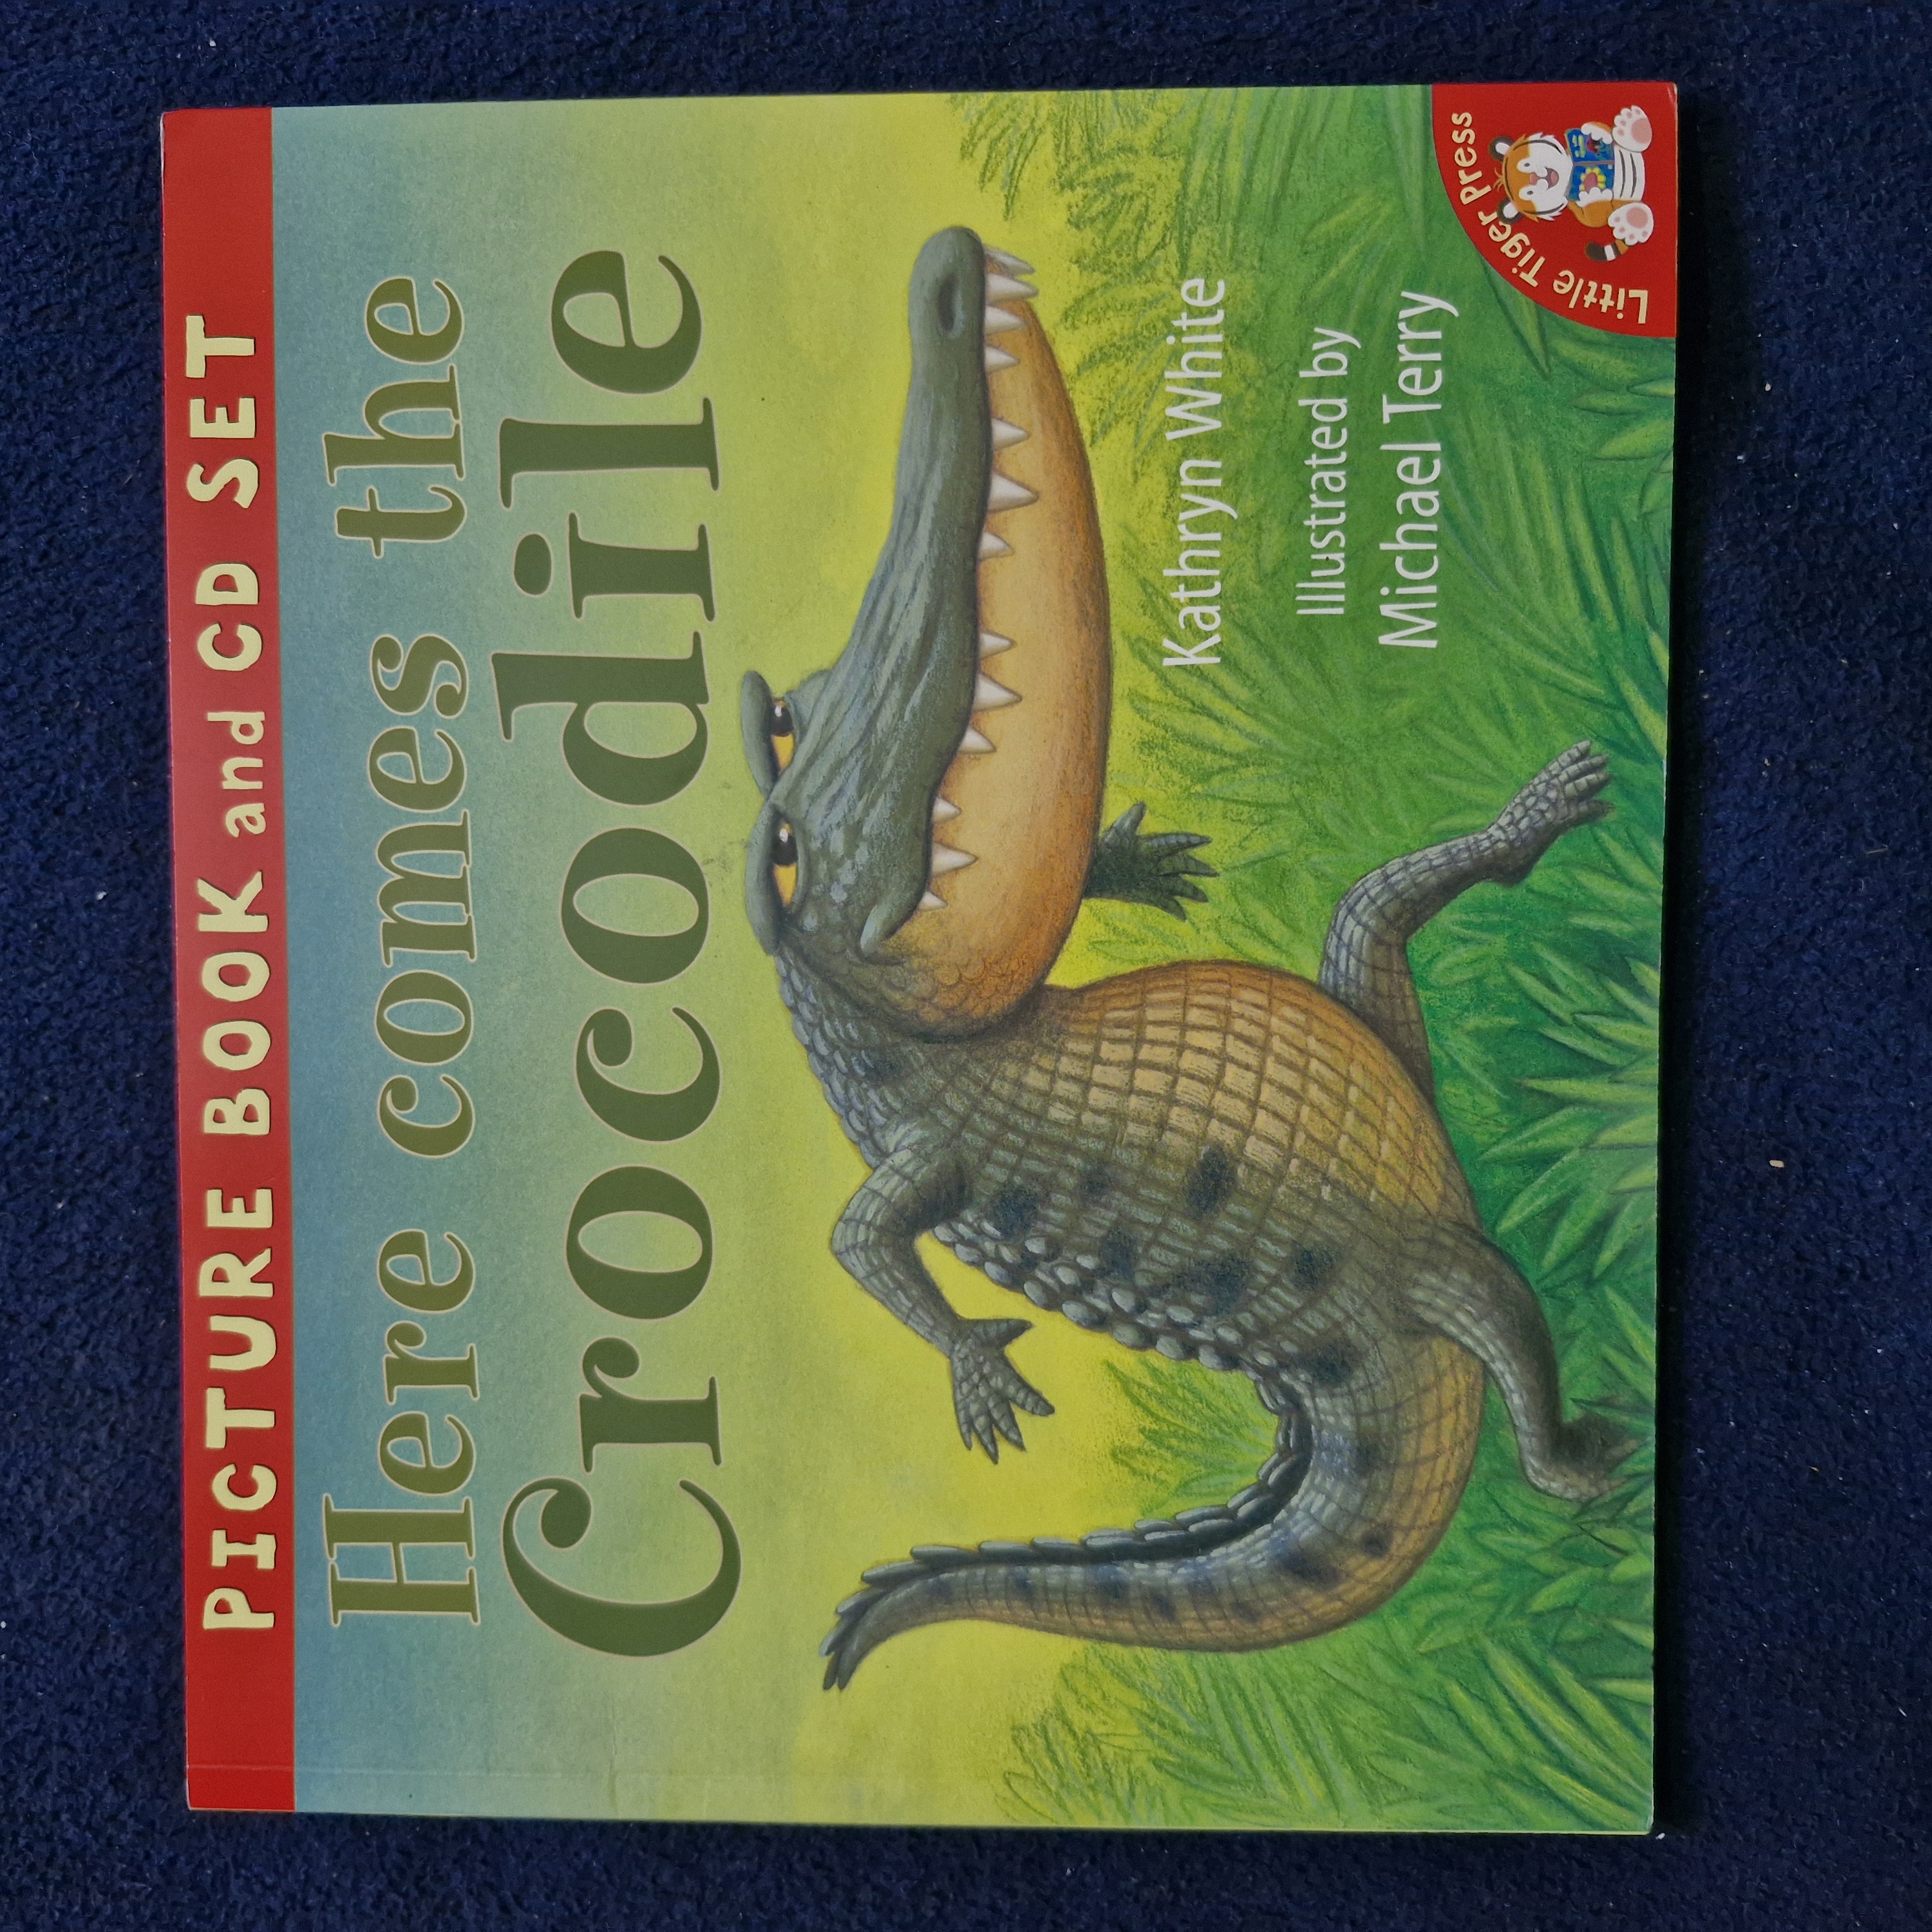 PICTURE BOOK and CD SET
Here comes the
Crocodile
Kathryn White
Illustrated by
Michael Terry
Little Tiger Press